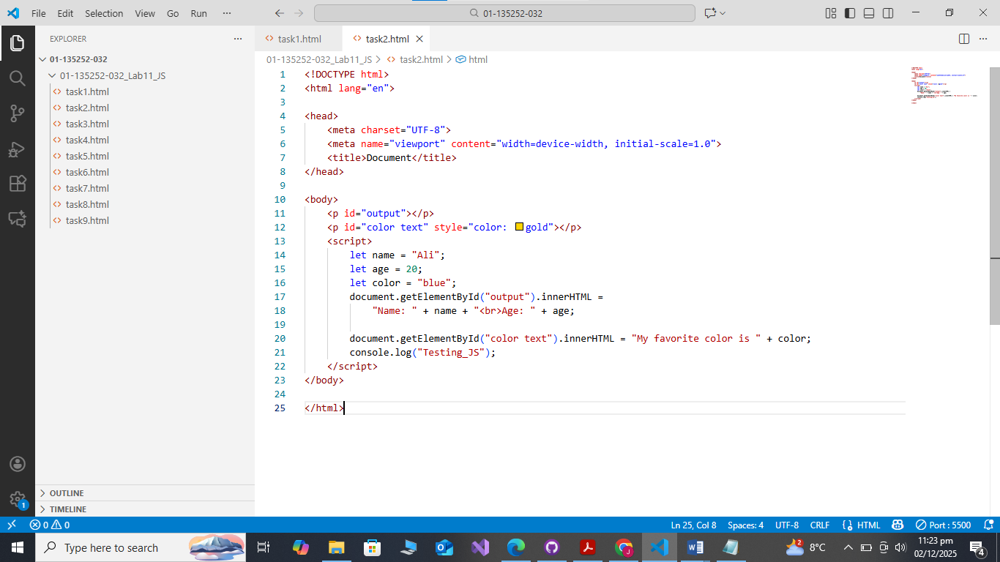 File Edit Selection View Go Run ··· 01-135252-032
EXPLORER ···
01-135252-032
01-135252-032_Lab11_JS
task1.html
task2.html
task3.html
task4.html
task5.html
task6.html
task7.html
task8.html
task9.html
OUTLINE
TIMELINE
task1.html task2.html
01-135252-032_Lab11_JS > task2.html > html
1 <!DOCTYPE html>
2 <html lang="en">
3
4 <head>
5 <meta charset="UTF-8">
6 <meta name="viewport" content="width=device-width, initial-scale=1.0">
7 <title>Document</title>
8 </head>
9
10 <body>
11 <p id="output"></p>
12 <p id="color text" style="color: gold"></p>
13 <script>
14 let name = "Ali";
15 let age = 20;
16 let color = "blue";
17 document.getElementById("output").innerHTML =
18 "Name: " + name + "<br>Age: " + age;
19
20 document.getElementById("color text").innerHTML = "My favorite color is " + color;
21 console.log("Testing_JS");
22 </script>
23 </body>
24
25 </html>
1
0 0 Ln 25, Col 8 Spaces: 4 UTF-8 CRLF {} HTML Port : 5500
Type here to search 2 8°C 11:23 pm
02/12/2025 4